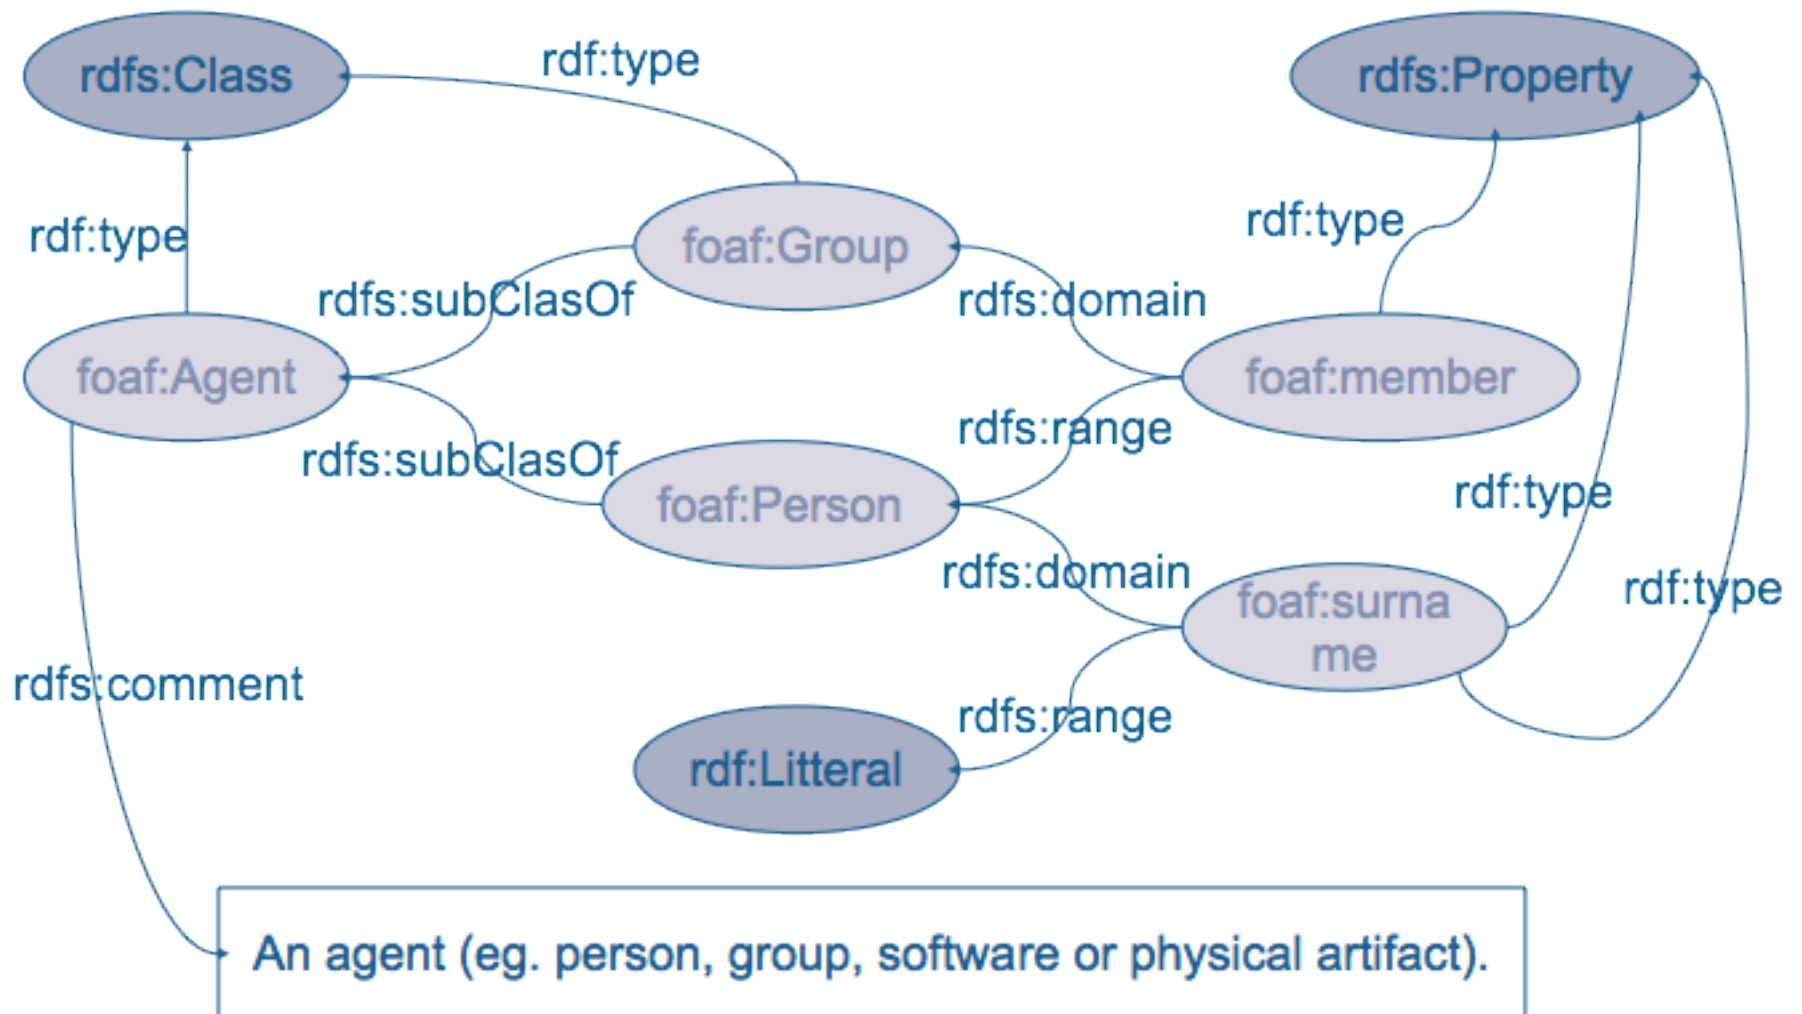 rdf:type
rdfs:Class
rdfs:Property
rdf:type
rdf:type
foaf:Group
rdfs:subClasOf
rdfs:domain
foaf:Agent
foaf:member
rdfs:range
rdfs:subClasOf
foaf:Person
rdf:type
rdfs:domain
rdf:type
foaf:surna
me
rdfs:comment
rdfs:range
rdf:Litteral
An agent (eg. person, group, software or physical artifact).